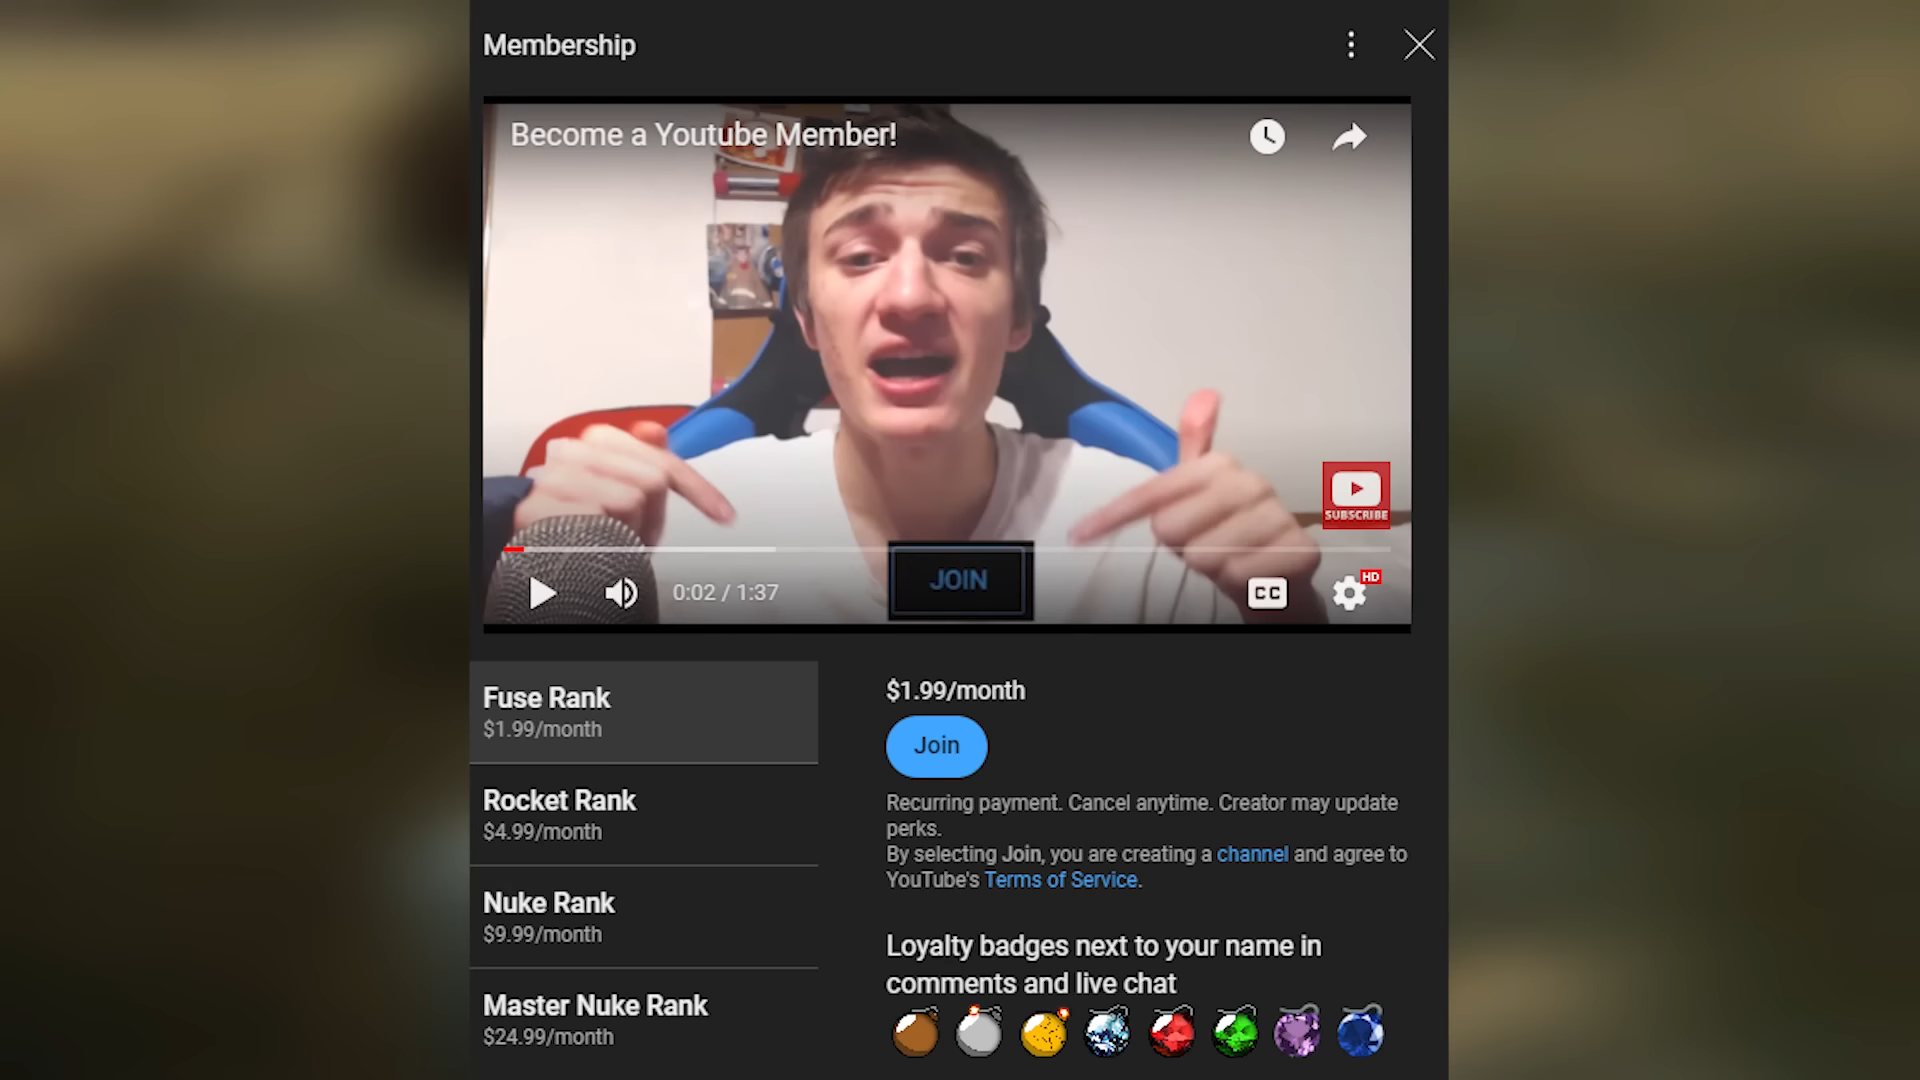 Membership
Become a Youtube Member!
SUBSCRIBE
0:02 / 1:37
JOIN
CC
HD
Fuse Rank
$1.99/month
Rocket Rank
$4.99/month
Nuke Rank
$9.99/month
Master Nuke Rank
$24.99/month
$1.99/month
Join
Recurring payment. Cancel anytime. Creator may update
perks.
By selecting Join, you are creating a channel and agree to
YouTube's Terms of Service.
Loyalty badges next to your name in
comments and live chat